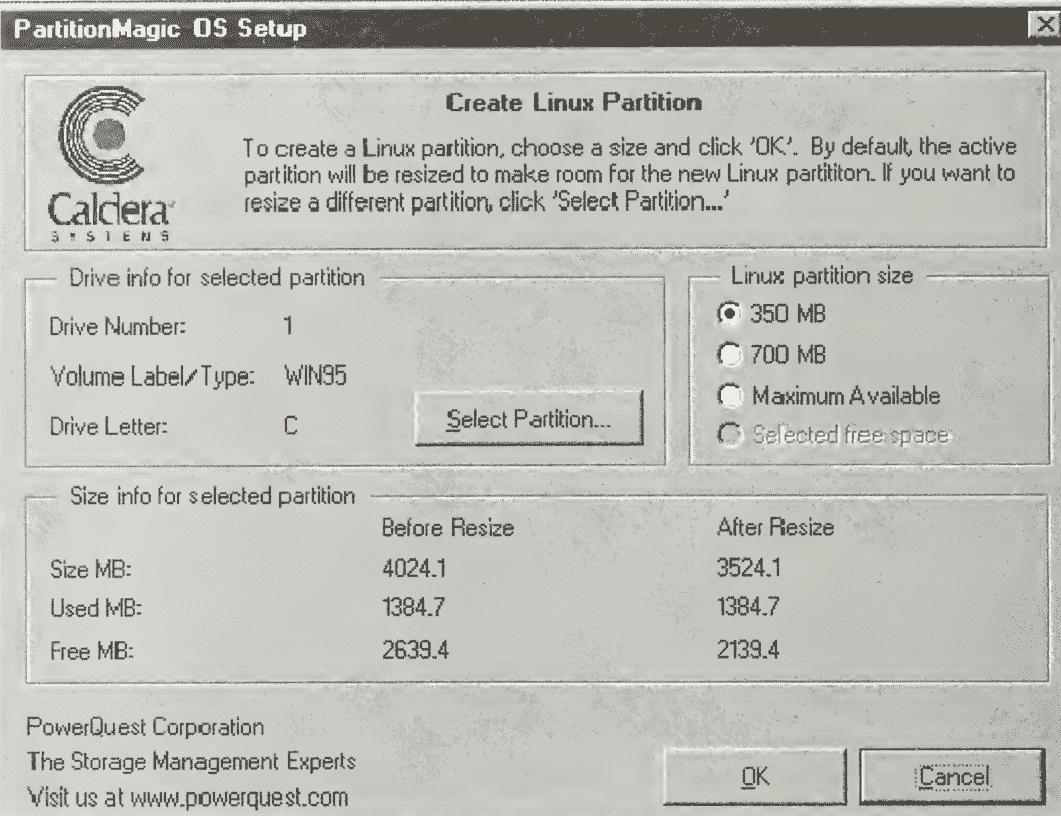 PartitionMagic OS Setup
Create Linux Partition
To create a Linux partition, choose a size and click 'OK'. By default, the active
partition will be resized to make room for the new Linux partititon. If you want to
resize a different partition, click 'Select Partition...'
Caldera
SYSTEMS
Drive info for selected partition
Drive Number: 1
Volume Label/Type: WIN95
Drive Letter: C
Select Partition...
Linux partition size
350 MB
700 MB
Maximum Available
Selected free space
Size info for selected partition
Before Resize After Resize
Size MB: 4024.1 3524.1
Used MB: 1384.7 1384.7
Free MB: 2639.4 2139.4
PowerQuest Corporation
The Storage Management Experts
Visit us at www.powerquest.com
OK Cancel